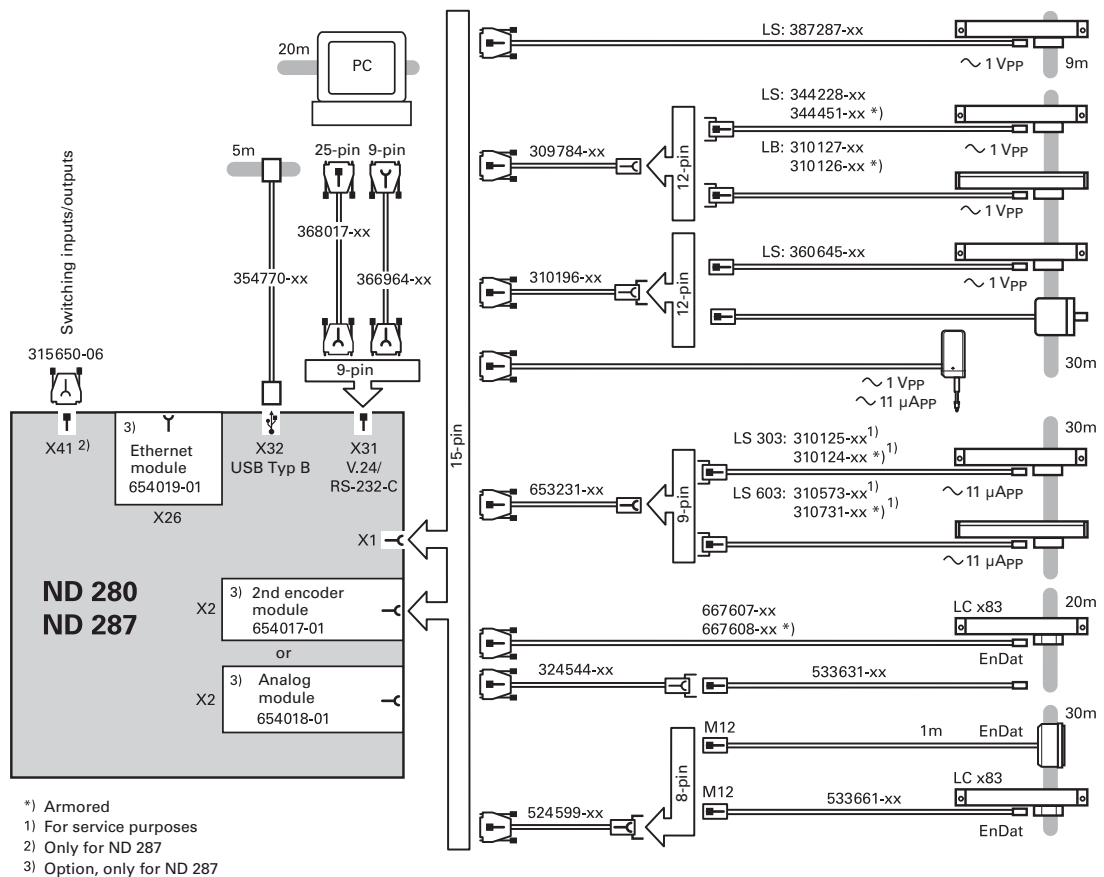 20m
PC
5m
25-pin 9-pin
368017-xx
354770-xx
366964-xx
Switching inputs/outputs
315650-06
9-pin
X41 2)
3)
Ethernet
module
654019-01
X26
X32
USB Typ B
X31
V.24/
RS-232-C
X1
ND 280
ND 287
X2
3) 2nd encoder
module
654017-01
or
X2
3) Analog
module
654018-01
15-pin
LS: 387287-xx
~ 1 VPP
9m
309784-xx
12-pin
LS: 344228-xx
344451-xx *)
~ 1 VPP
LB: 310127-xx
310126-xx *)
~ 1 VPP
310196-xx
12-pin
LS: 360645-xx
~ 1 VPP
30m
~ 1 VPP
~ 11 µAPP
30m
653231-xx
9-pin
LS 303: 310125-xx1)
310124-xx *)1)
~ 11 µAPP
LS 603: 310573-xx1)
310731-xx *)1)
~ 11 µAPP
667607-xx
667608-xx *)
LC x83
20m
EnDat
324544-xx
533631-xx
30m
M12
1m
EnDat
8-pin
524599-xx
M12
533661-xx
LC x83
EnDat
*) Armored
1) For service purposes
2) Only for ND 287
3) Option, only for ND 287